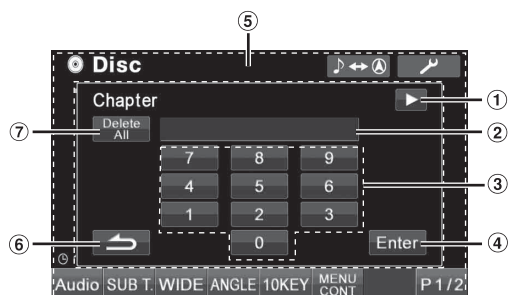 5
Disc
Chapter
1
7
Delete
All
2
7 8 9
4 5 6
3
1 2 3
6
0
Enter
4
Audio SUB T. WIDE ANGLE 10KEY MENU
CONT P 1/2